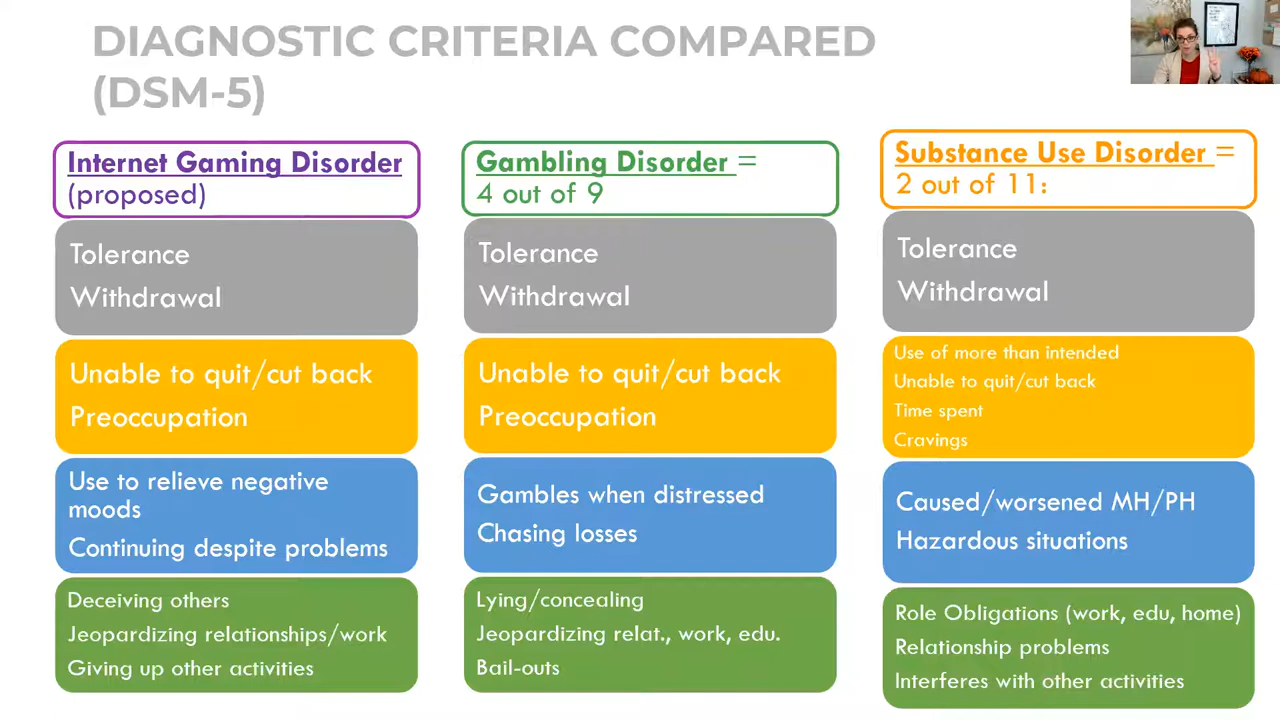 DIAGNOSTIC CRITERIA COMPARED
(DSM-5)
Internet Gaming Disorder
(proposed)
Tolerance
Withdrawal
Unable to quit/cut back
Preoccupation
Use to relieve negative
moods
Continuing despite problems
Deceiving others
Jeopardizing relationships/work
Giving up other activities
Gambling Disorder =
4 out of 9
Tolerance
Withdrawal
Unable to quit/cut back
Preoccupation
Gambles when distressed
Chasing losses
Lying/concealing
Jeopardizing relat., work, edu.
Bail-outs
Substance Use Disorder =
2 out of 11:
Tolerance
Withdrawal
Use of more than intended
Unable to quit/cut back
Time spent
Cravings
Caused/worsened MH/PH
Hazardous situations
Role Obligations (work, edu, home)
Relationship problems
Interferes with other activities